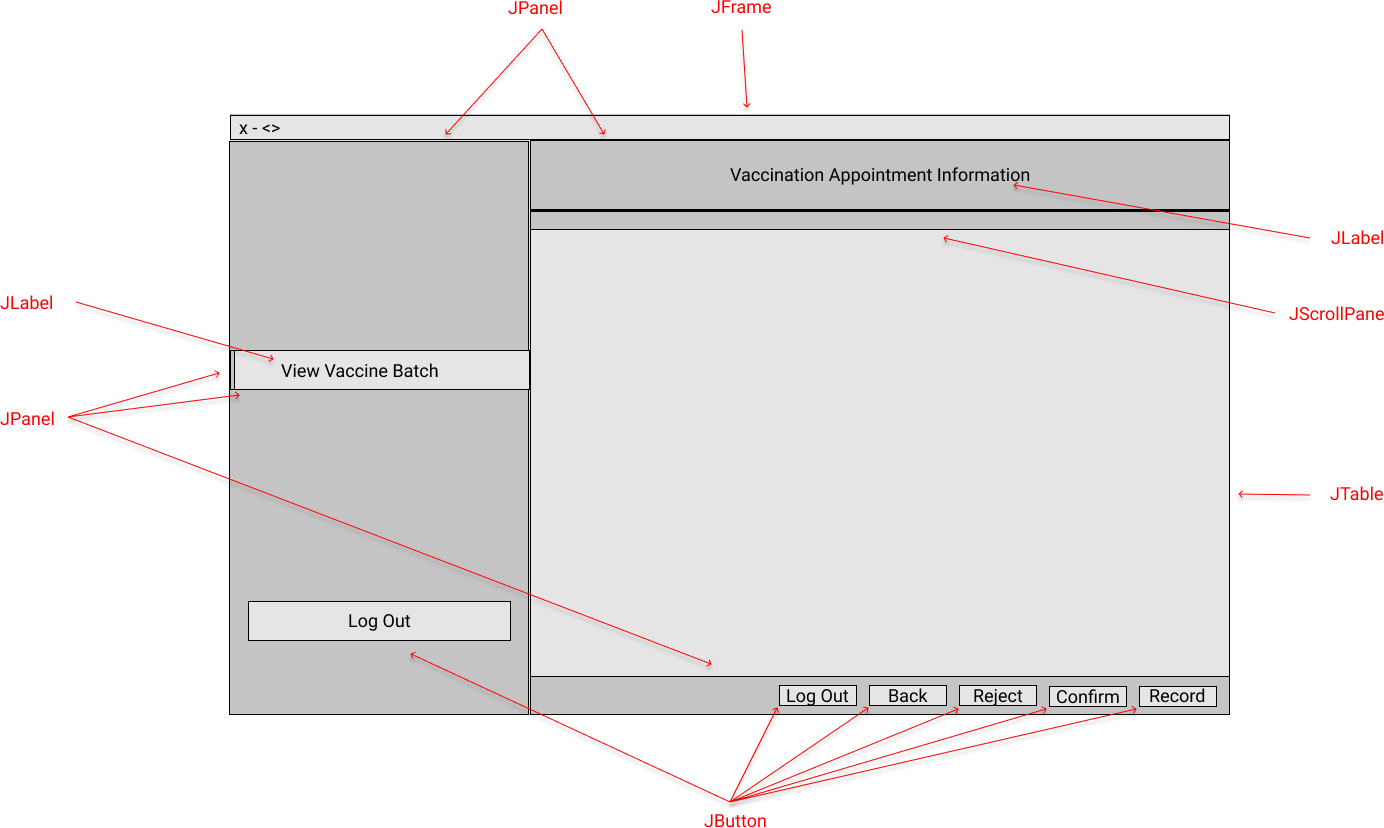 JPanel
JFrame
x - <>
Vaccination Appointment Information
JLabel
JLabel
JScrollPane
View Vaccine Batch
JPanel
JTable
Log Out
Log Out
Back
Reject
Confirm
Record
JButton